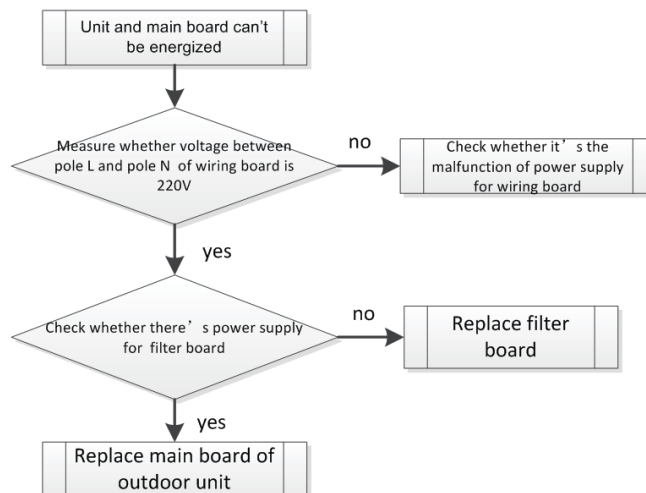 Unit and main board can't
be energized
Measure whether voltage between
pole L and pole N of wiring board is
220V
no
Check whether it’s the
malfunction of power supply
for wiring board
yes
Check whether there’s power supply
for filter board
no
Replace filter
board
yes
Replace main board of
outdoor unit